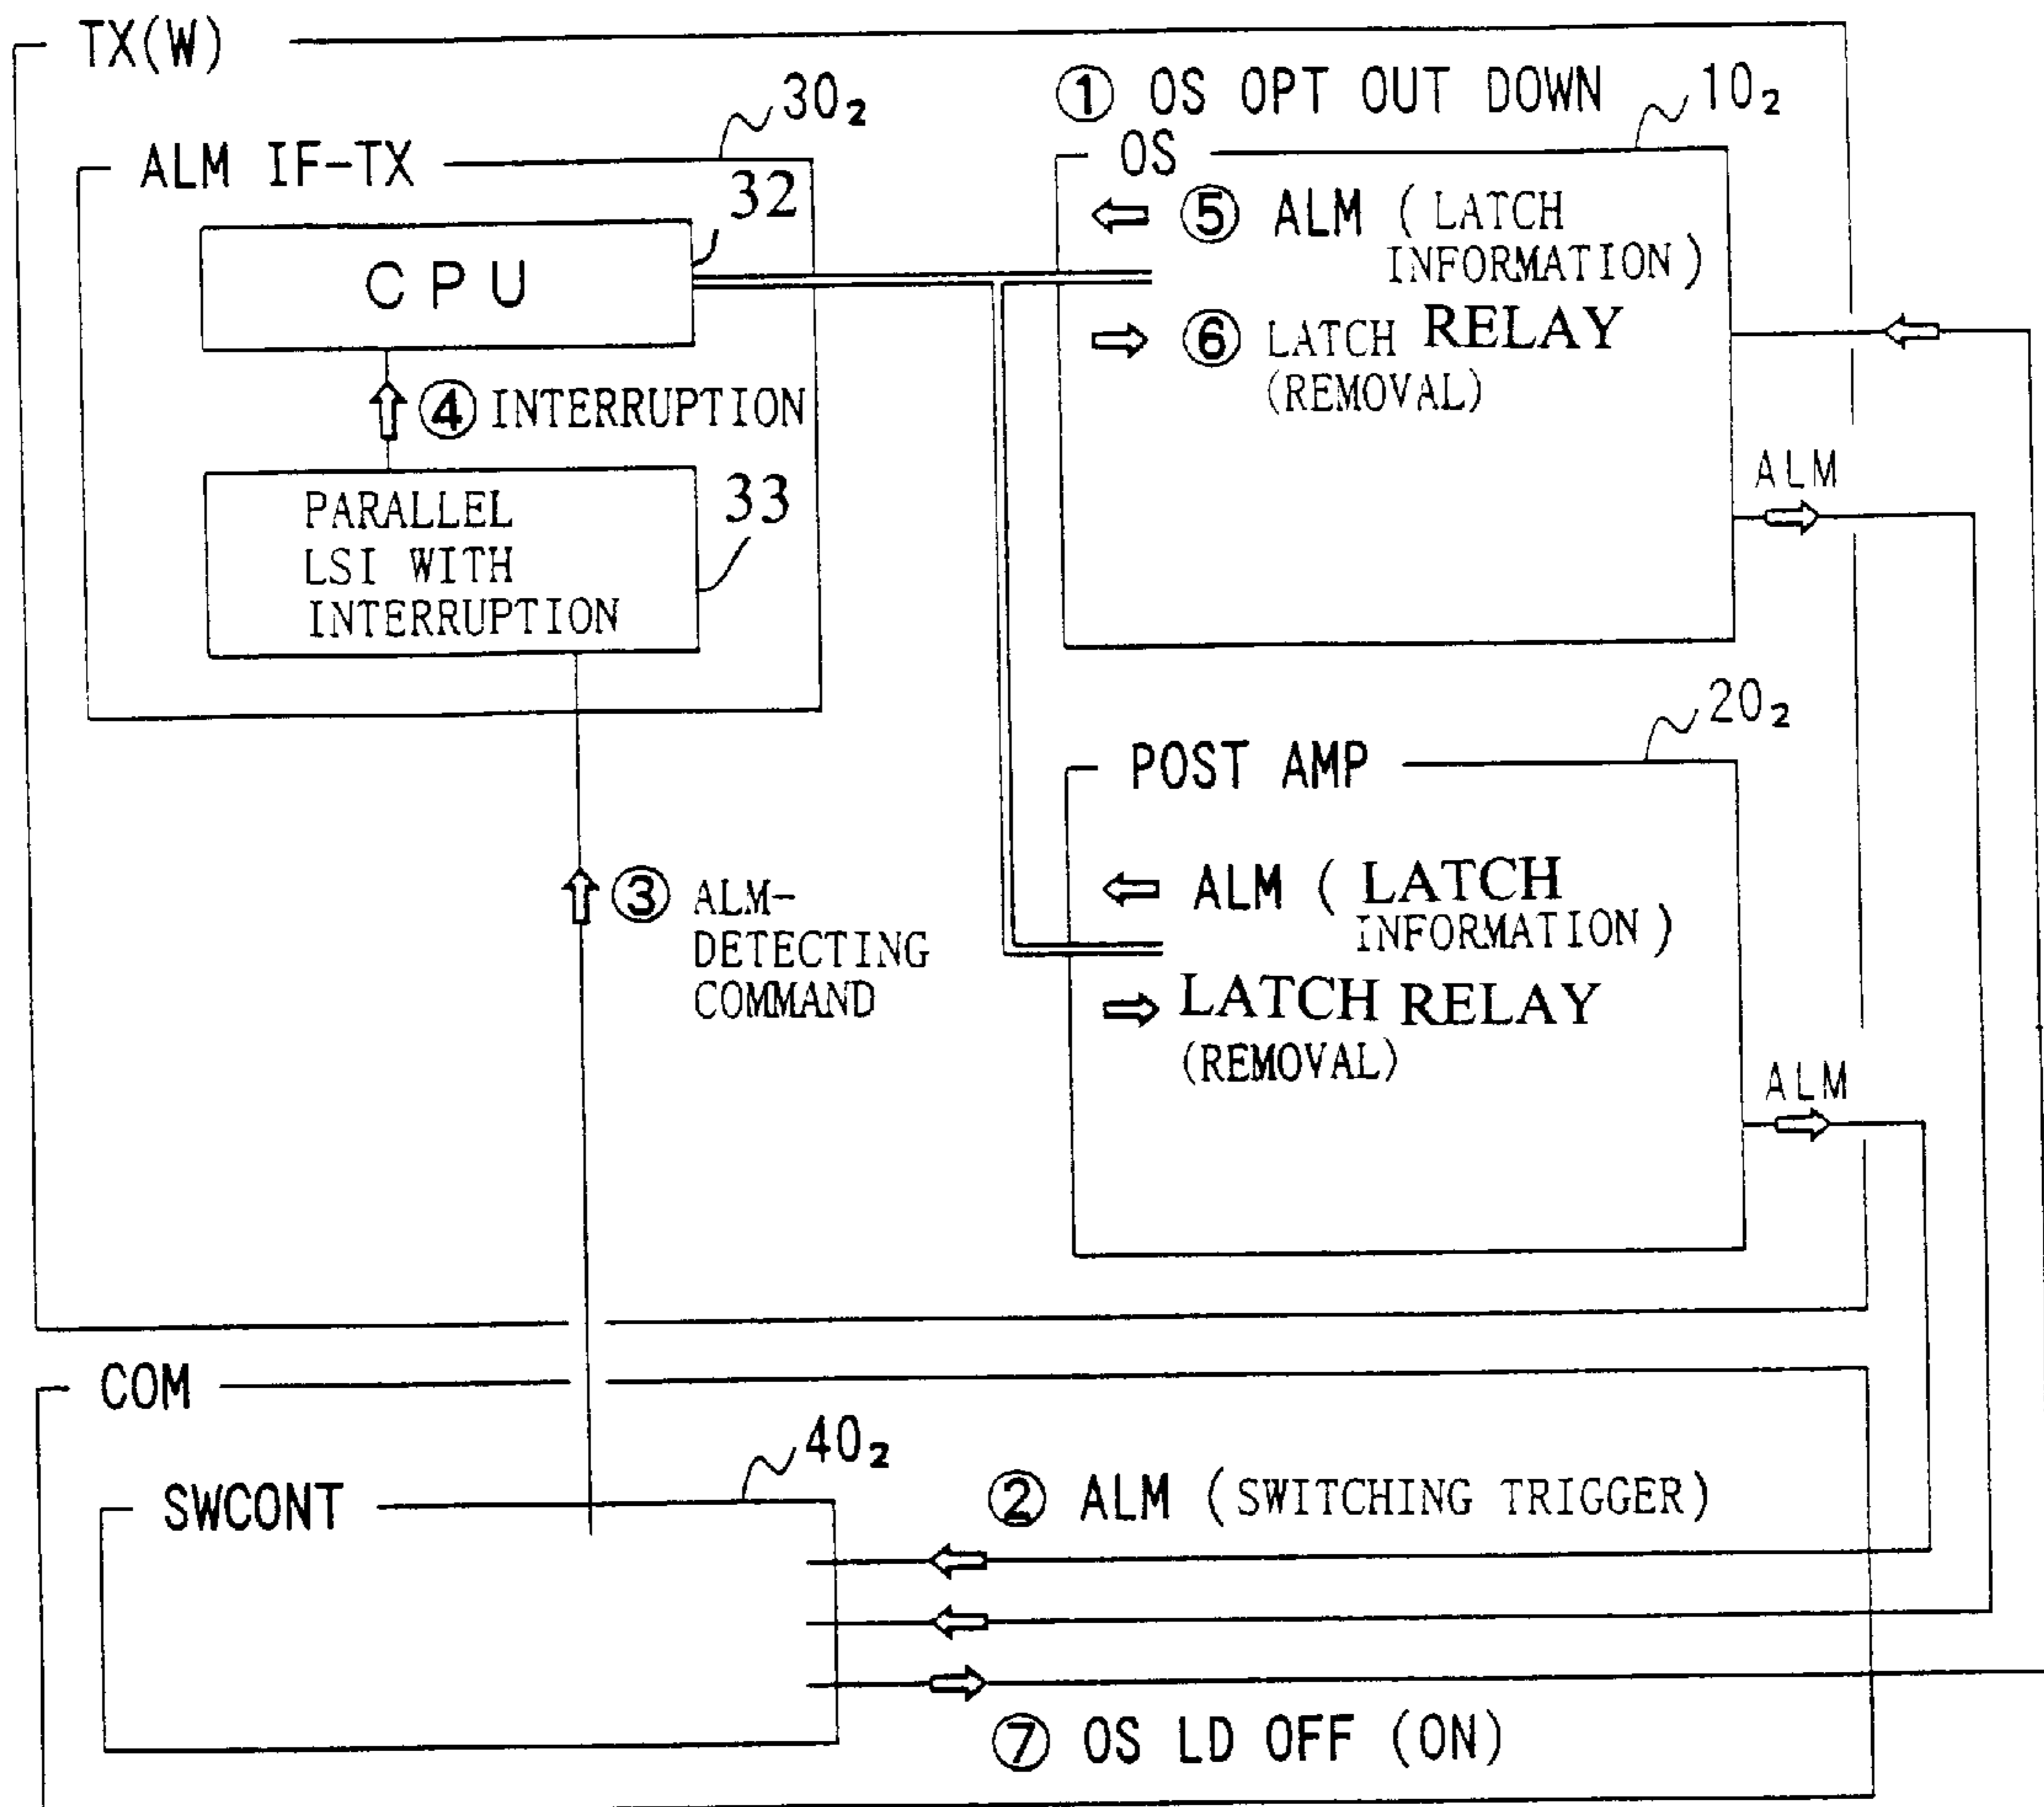 TX(W)
① OS OPT OUT DOWN
10₂
30₂
ALM IF-TX
OS
32
CPU
⑤ ALM (LATCH
INFORMATION)
⑥ LATCH RELAY
(REMOVAL)
④ INTERRUPTION
ALM
33
PARALLEL
LSI WITH
INTERRUPTION
20₂
POST AMP
③ ALM-
DETECTING
COMMAND
ALM (LATCH
INFORMATION)
LATCH RELAY
(REMOVAL)
ALM
COM
40₂
SWCONT
② ALM (SWITCHING TRIGGER)
⑦ OS LD OFF (ON)